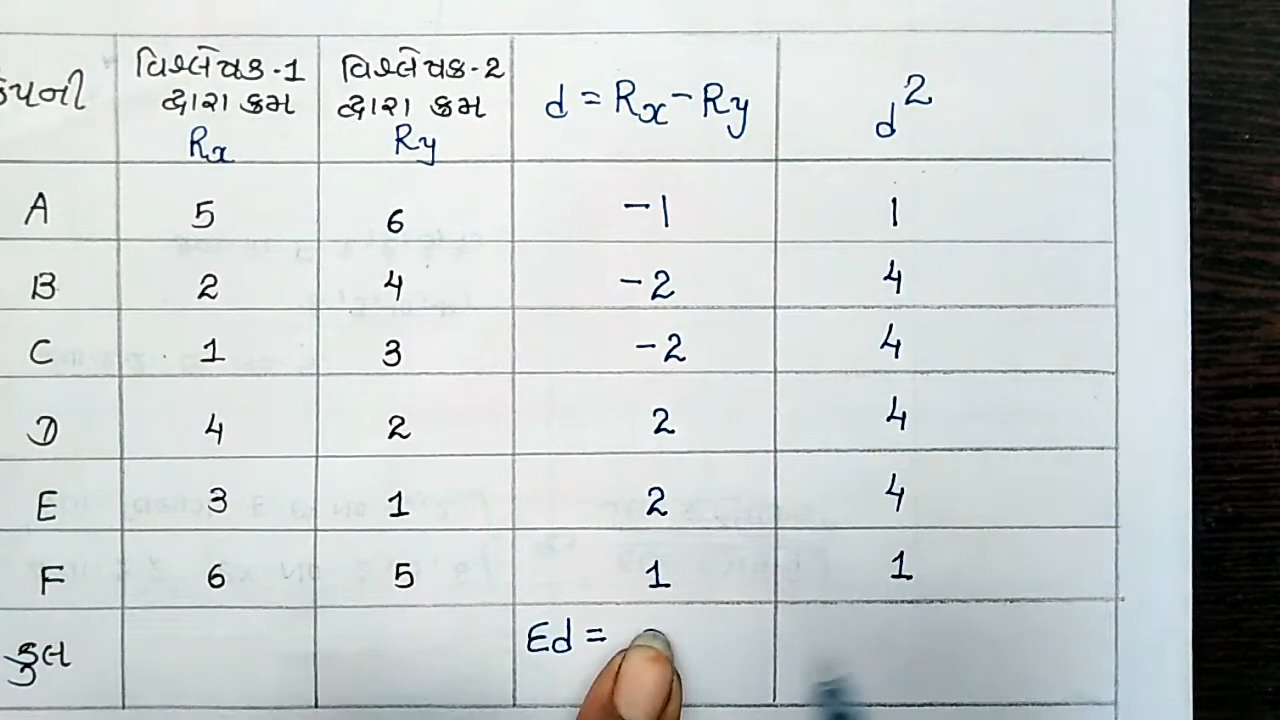 કંપની વિશ્લેષક-1 દ્વારા ક્રમ Rx વિશ્લેષક-2 દ્વારા ક્રમ Ry d = Rx - Ry d²
A 5 6 -1 1
B 2 4 -2 4
C 1 3 -2 4
D 4 2 2 4
E 3 1 2 4
F 6 5 1 1
કુલ Σd =